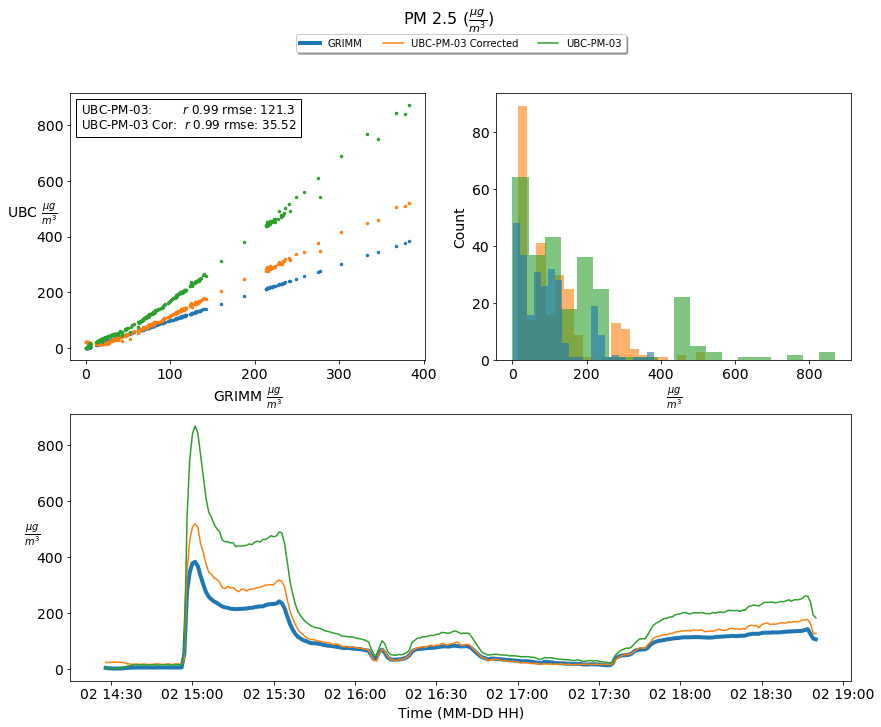 PM 2.5 (µg/m³)
GRIMM UBC-PM-03 Corrected UBC-PM-03
UBC-PM-03: r 0.99 rmse: 121.3
UBC-PM-03 Cor: r 0.99 rmse: 35.52
UBC µg/m³
800
600
400
200
0
0 100 200 300 400
GRIMM µg/m³
Count
80
60
40
20
0
0 200 400 600 800
µg/m³
µg/m³
800
600
400
200
0
02 14:30 02 15:00 02 15:30 02 16:00 02 16:30 02 17:00 02 17:30 02 18:00 02 18:30 02 19:00
Time (MM-DD HH)